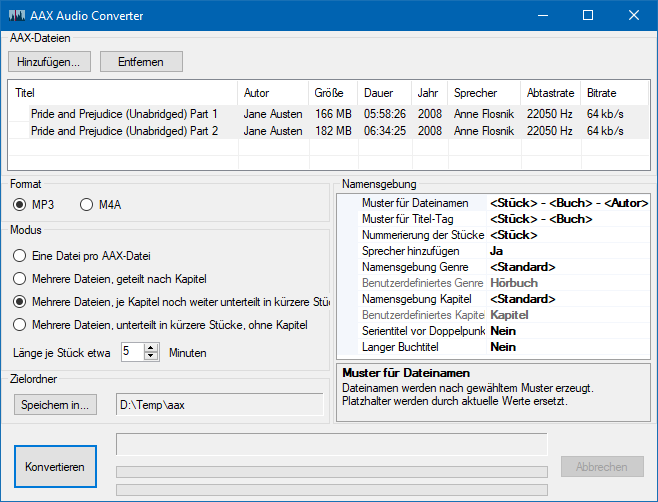 AAX Audio Converter
AAX-Dateien
Hinzufügen... Entfernen
Titel Autor Größe Dauer Jahr Sprecher Abtastrate Bitrate
Pride and Prejudice (Unabridged) Part 1 Jane Austen 166 MB 05:58:26 2008 Anne Flosnik 22050 Hz 64 kb/s
Pride and Prejudice (Unabridged) Part 2 Jane Austen 182 MB 06:34:25 2008 Anne Flosnik 22050 Hz 64 kb/s
Format
MP3 M4A
Modus
Eine Datei pro AAX-Datei
Mehrere Dateien, geteilt nach Kapitel
Mehrere Dateien, je Kapitel noch weiter unterteilt in kürzere Stüc
Mehrere Dateien, unterteilt in kürzere Stücke, ohne Kapitel
Länge je Stück etwa 5 Minuten
Zielordner
Speichern in... D:\Temp\aax
Namensgebung
Muster für Dateinamen <Stück> - <Buch> - <Autor>
Muster für Titel-Tag <Stück> - <Buch>
Nummerierung der Stücke <Stück>
Sprecher hinzufügen Ja
Namensgebung Genre <Standard>
Benutzerdefiniertes Genre Hörbuch
Namensgebung Kapitel <Standard>
Benutzerdefiniertes Kapitel Kapitel
Serientitel vor Doppelpunk Nein
Langer Buchtitel Nein
Muster für Dateinamen
Dateinamen werden nach gewähltem Muster erzeugt.
Platzhalter werden durch aktuelle Werte ersetzt.
Konvertieren Abbrechen